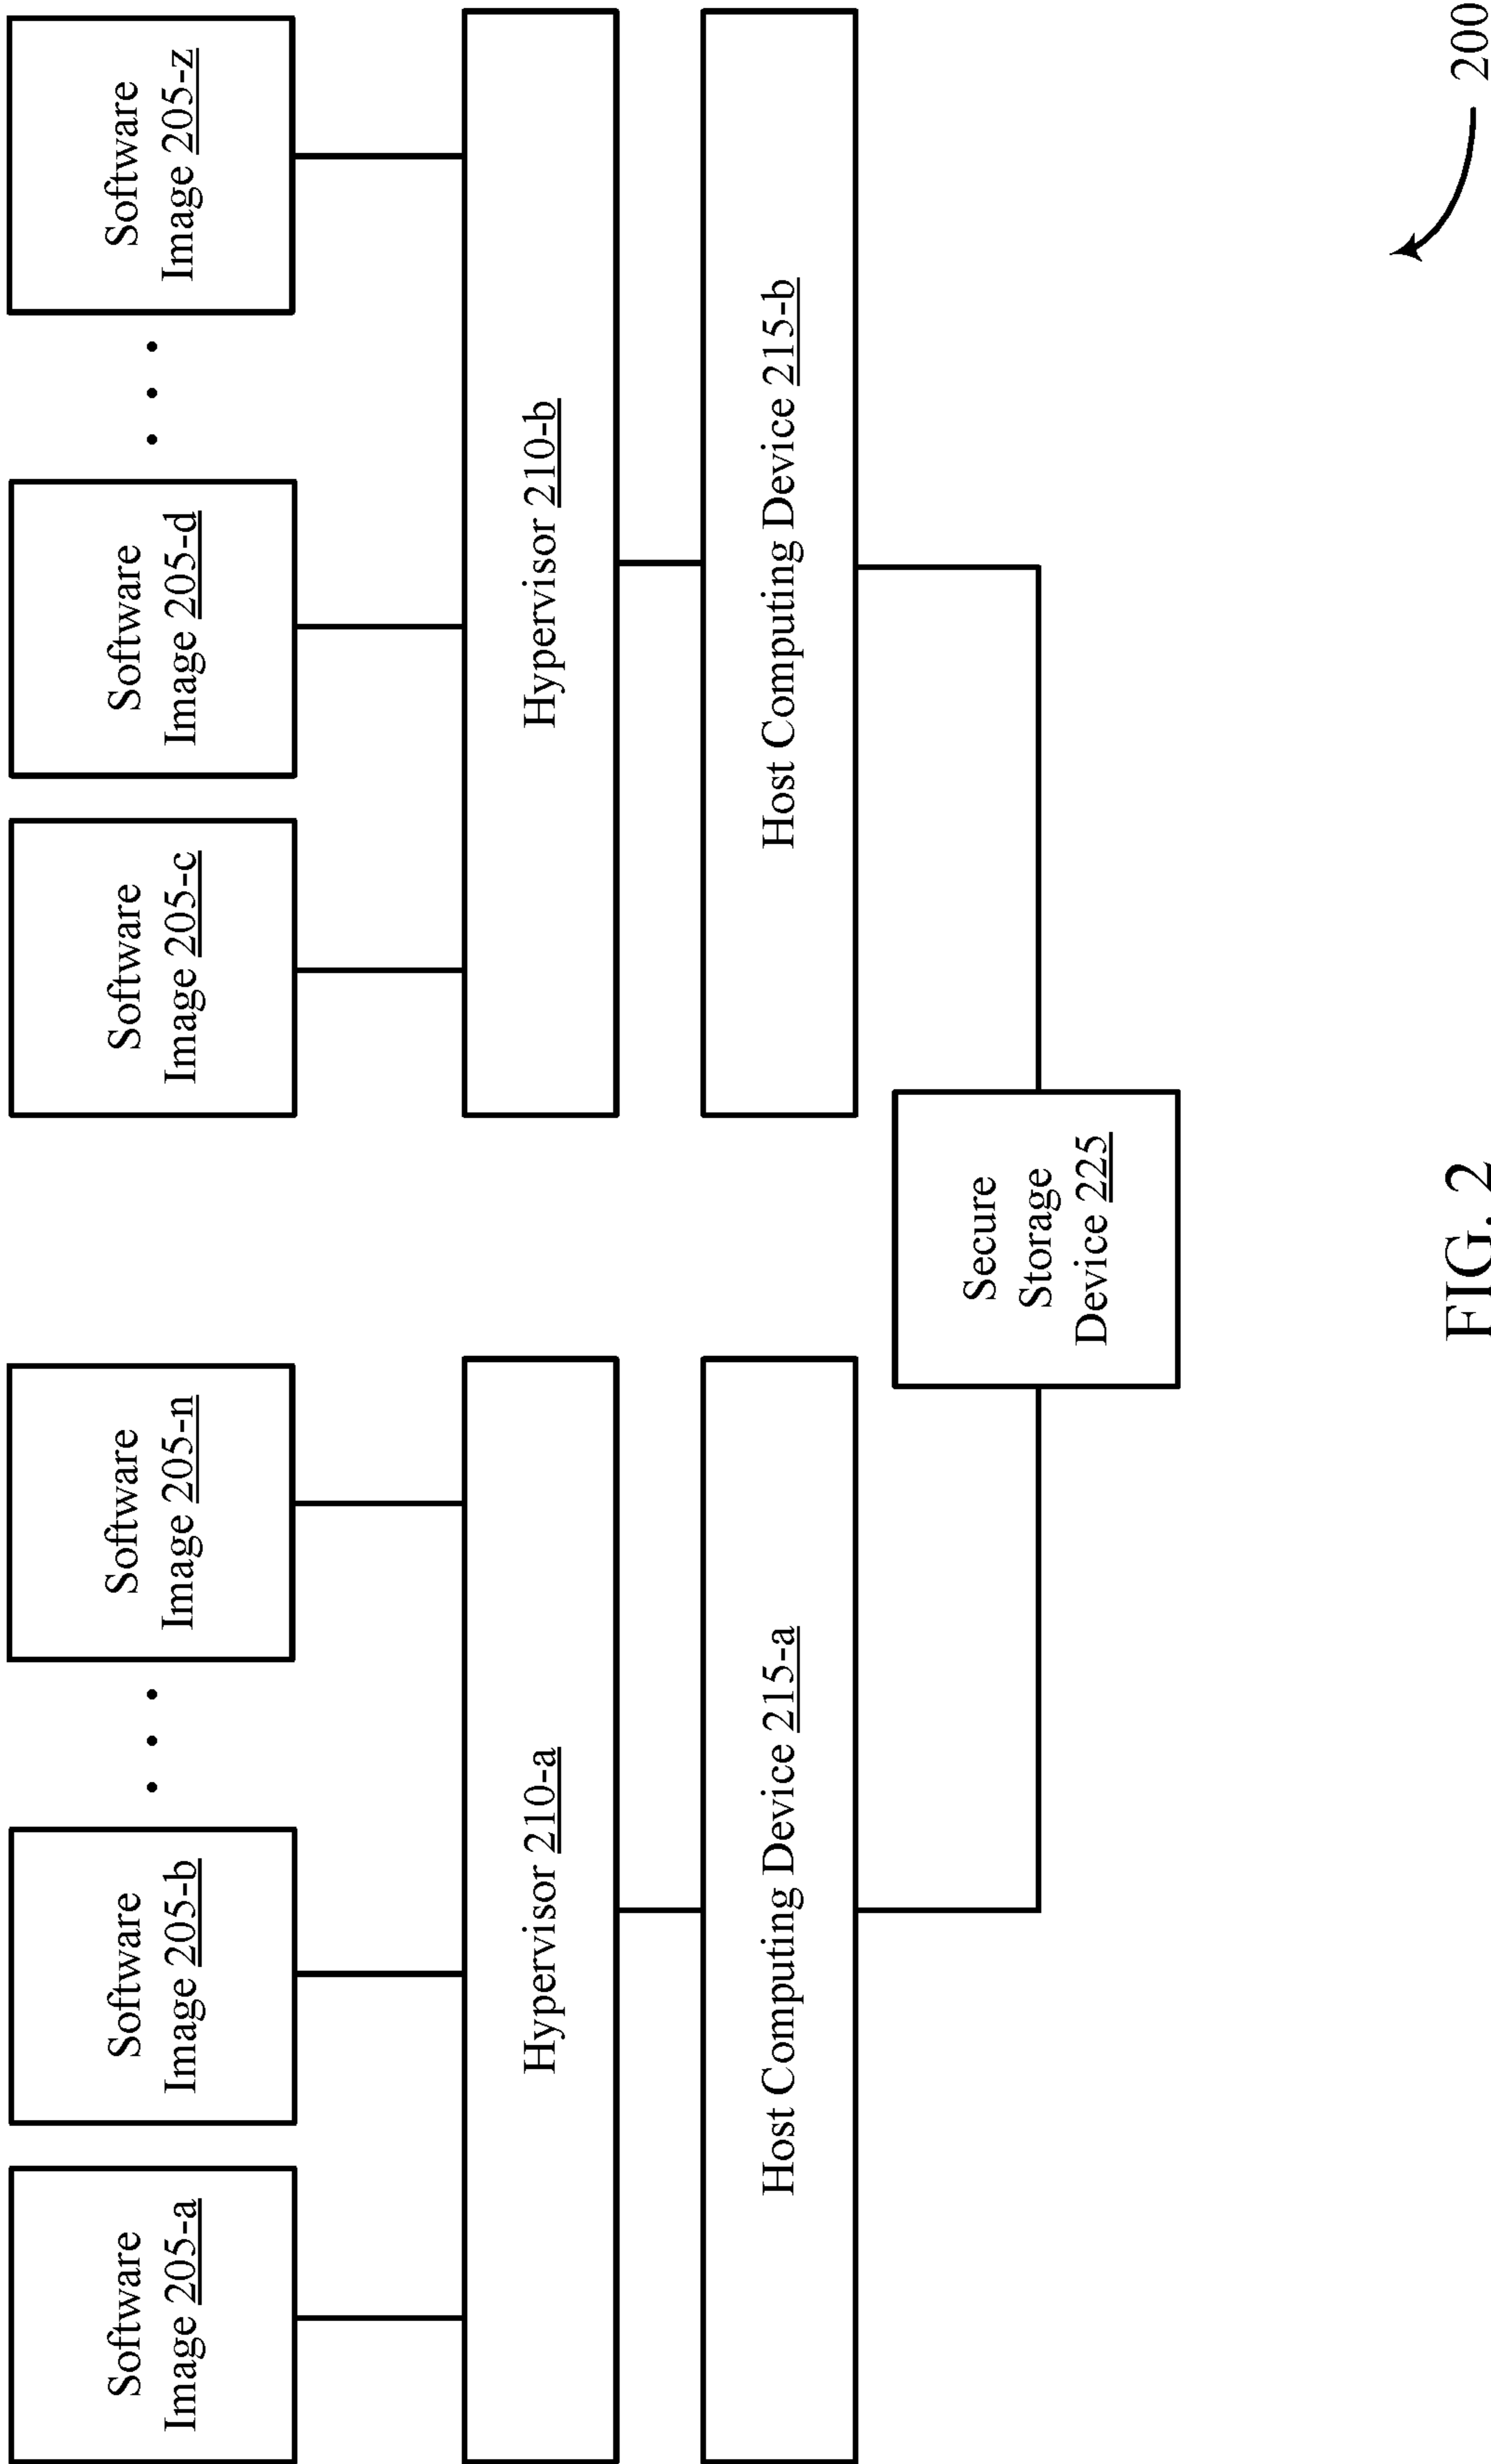 Software
Image 205-a
Software
Image 205-b
. . .
Software
Image 205-n
Software
Image 205-c
Software
Image 205-d
. . .
Software
Image 205-z
Hypervisor 210-a
Hypervisor 210-b
Host Computing Device 215-a
Host Computing Device 215-b
Secure
Storage
Device 225
200
FIG. 2